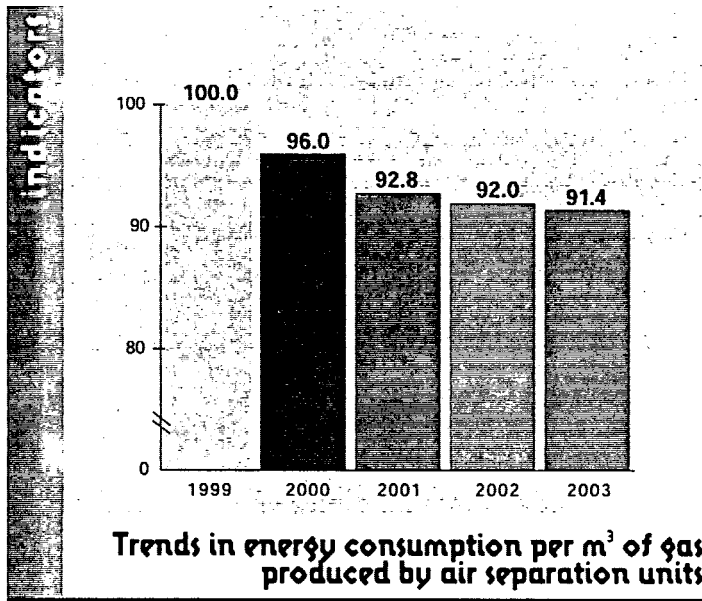 indicators
100.0
100
96.0
92.8
92.0
91.4
90
80
0
1999 2000 2001 2002 2003
Trends in energy consumption per m³ of gas
produced by air separation units